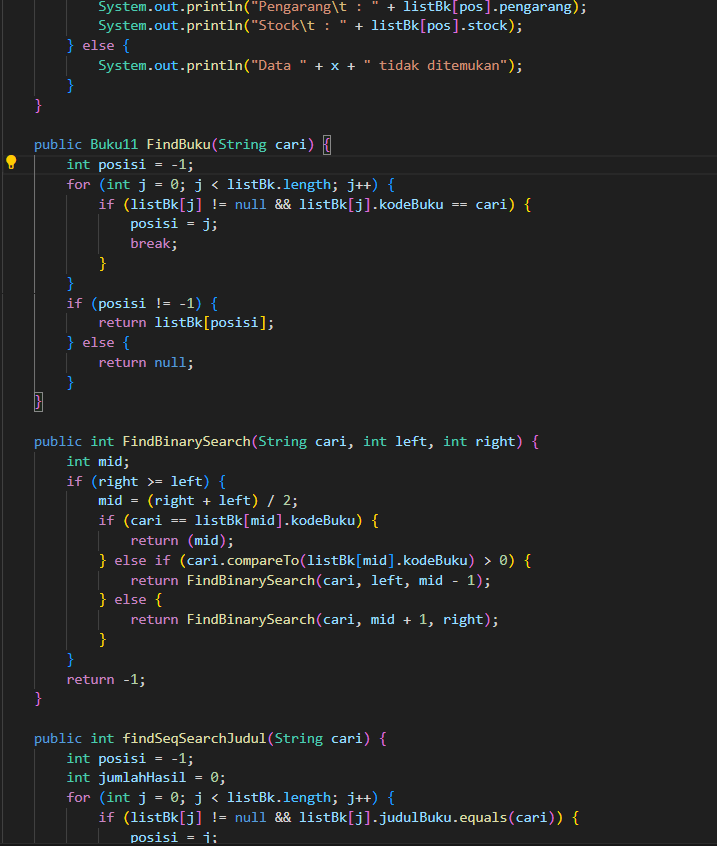 System.out.println("Pengarang\t : " + listBk[pos].pengarang);
System.out.println("Stock\t : " + listBk[pos].stock);
} else {
System.out.println("Data " + x + " tidak ditemukan");
}
}
public Buku11 FindBuku(String cari) {
int posisi = -1;
for (int j = 0; j < listBk.length; j++) {
if (listBk[j] != null && listBk[j].kodeBuku == cari) {
posisi = j;
break;
}
}
if (posisi != -1) {
return listBk[posisi];
} else {
return null;
}
}
public int FindBinarySearch(String cari, int left, int right) {
int mid;
if (right >= left) {
mid = (right + left) / 2;
if (cari == listBk[mid].kodeBuku) {
return (mid);
} else if (cari.compareTo(listBk[mid].kodeBuku) > 0) {
return FindBinarySearch(cari, left, mid - 1);
} else {
return FindBinarySearch(cari, mid + 1, right);
}
}
return -1;
}
public int findSeqSearchJudul(String cari) {
int posisi = -1;
int jumlahHasil = 0;
for (int j = 0; j < listBk.length; j++) {
if (listBk[j] != null && listBk[j].judulBuku.equals(cari)) {
posisi = j;